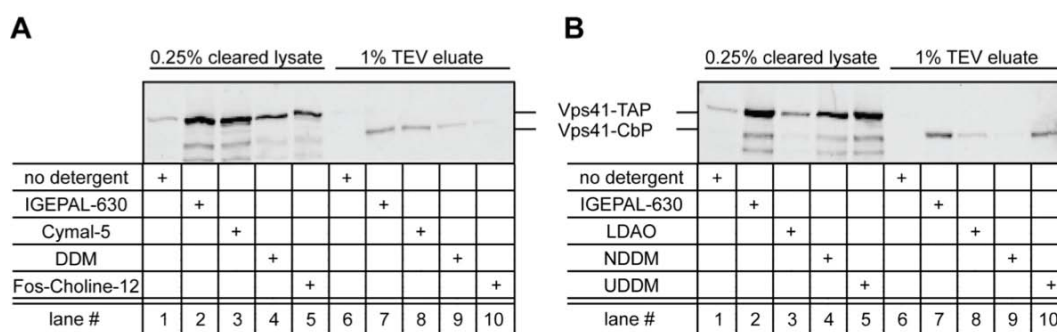 A
B
0.25% cleared lysate 1% TEV eluate
0.25% cleared lysate 1% TEV eluate
Vps41-TAP
Vps41-CbP
no detergent + +
IGEPAL-630 + +
Cymal-5 + +
DDM + +
Fos-Choline-12 + +
lane # 1 2 3 4 5 6 7 8 9 10
no detergent + +
IGEPAL-630 + +
LDAO + +
NDDM + +
UDDM + +
lane # 1 2 3 4 5 6 7 8 9 10